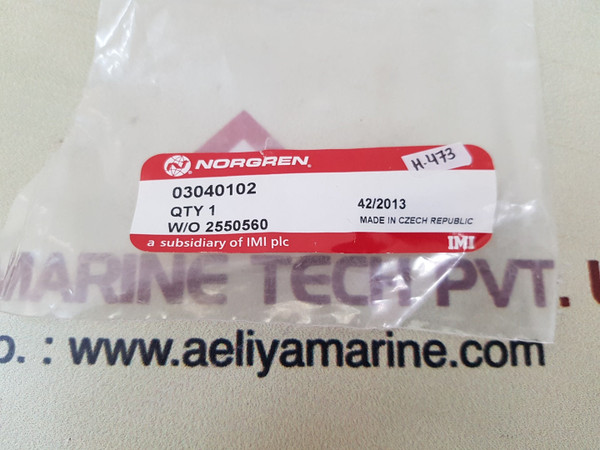 NORGREN®
H-473
03040102
QTY 1
42/2013
W/O 2550560
MADE IN CZECH REPUBLIC
a subsidiary of IMI plc
IMI
MARINE TECH PVT.
. : www.aeliyamarine.com